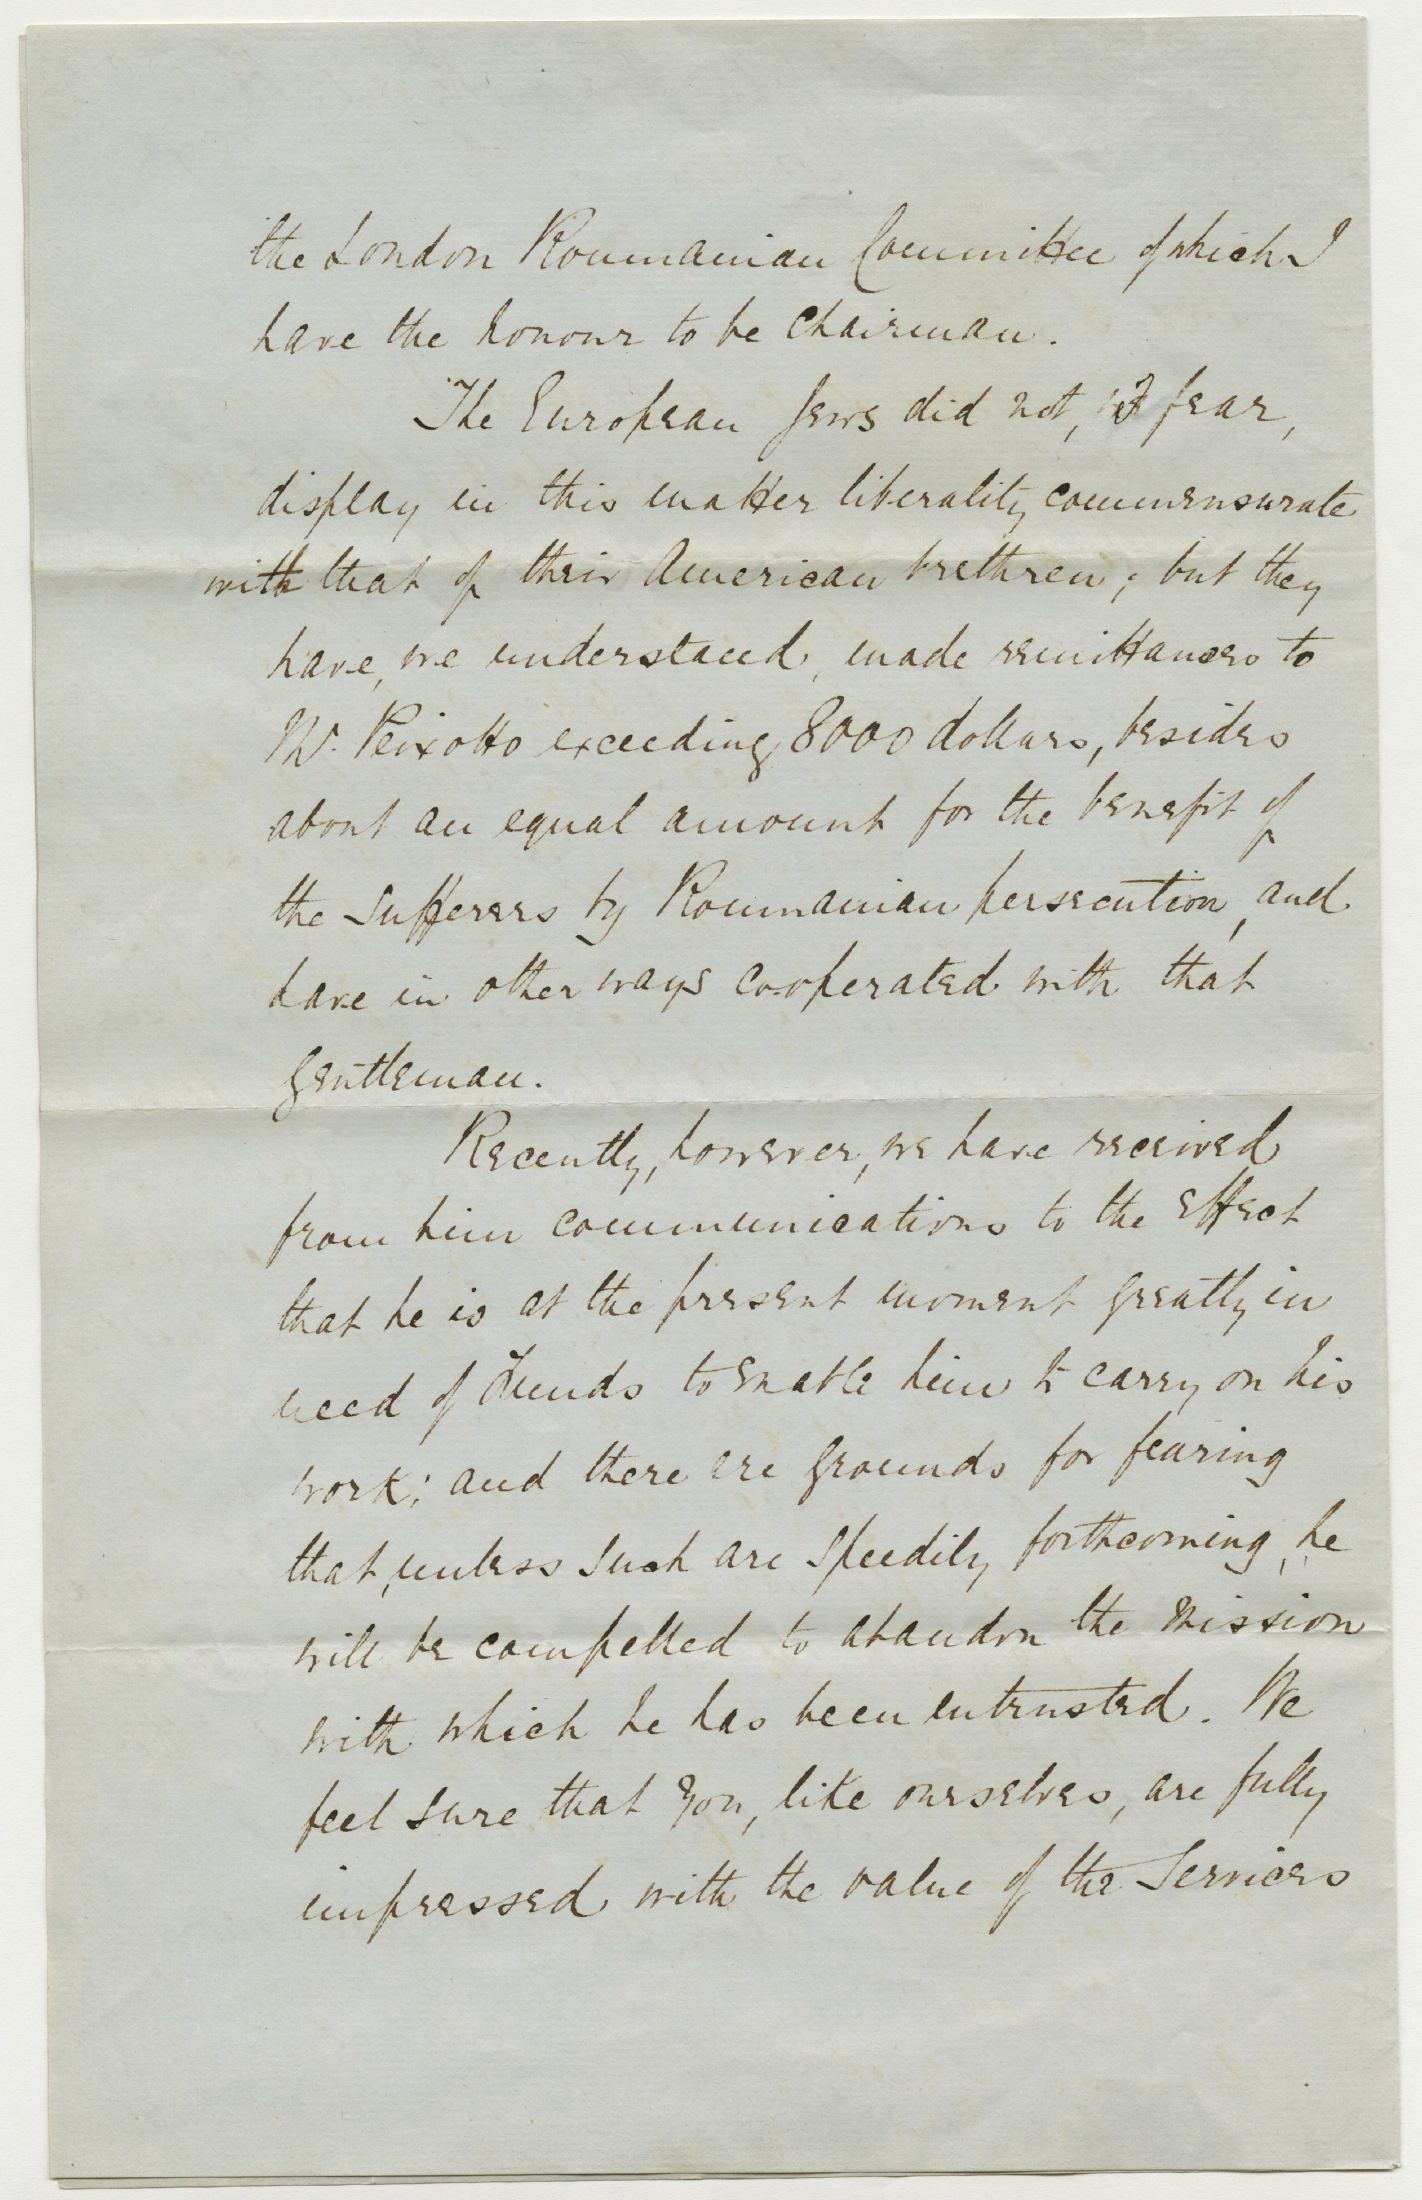 the London Roumanian Committee of which I
have the honour to be Chairman.
The European Jews did not, I fear,
display in this matter liberality commensurate
with that of their American brethren; but they
have, we understand, made remittances to
Mr. Peixotto exceeding 8000 dollars, besides
about an equal amount for the benefit of
the sufferers by Roumanian persecution, and
have in other ways cooperated with that
gentleman.
Recently, however, we have received
from him communications to the effect
that he is at the present moment greatly in
need of funds to enable him to carry on his
work; and there are grounds for fearing
that, unless such are speedily forthcoming, he
will be compelled to abandon the mission
with which he has been entrusted. We
feel sure that you, like ourselves, are fully
impressed with the value of the services